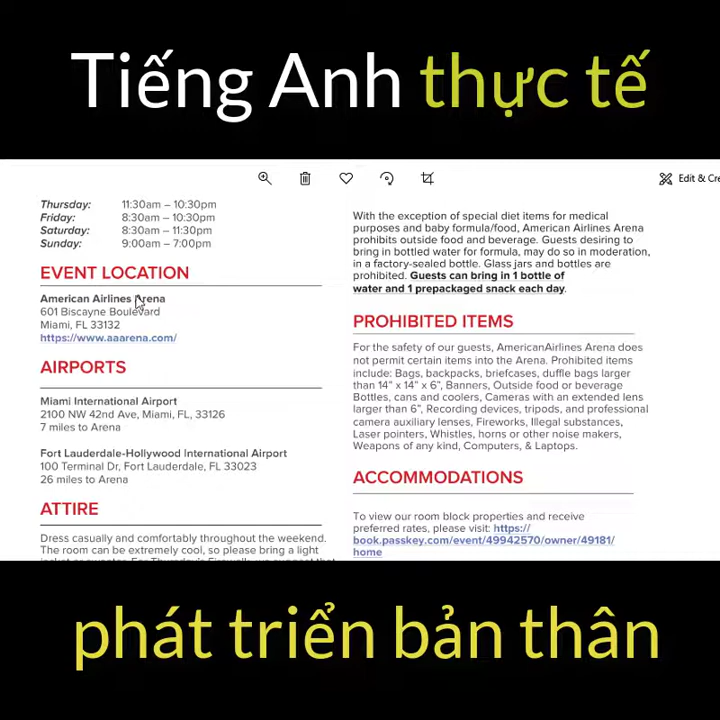 Tiếng Anh thực tế
Edit & Cre
Thursday: 11:30am – 10:30pm
Friday: 8:30am – 10:30pm
Saturday: 8:30am – 11:30pm
Sunday: 9:00am – 7:00pm
EVENT LOCATION
American Airlines Arena
601 Biscayne Boulevard
Miami, FL 33132
https://www.aaarena.com/
AIRPORTS
Miami International Airport
2100 NW 42nd Ave, Miami, FL, 33126
7 miles to Arena
Fort Lauderdale-Hollywood International Airport
100 Terminal Dr, Fort Lauderdale, FL 33023
26 miles to Arena
ATTIRE
Dress casually and comfortably throughout the weekend.
The room can be extremely cool, so please bring a light
With the exception of special diet items for medical
purposes and baby formula/food, American Airlines Arena
prohibits outside food and beverage. Guests desiring to
bring in bottled water for formula, may do so in moderation,
in a factory-sealed bottle. Glass jars and bottles are
prohibited. Guests can bring in 1 bottle of
water and 1 prepackaged snack each day.
PROHIBITED ITEMS
For the safety of our guests, AmericanAirlines Arena does
not permit certain items into the Arena. Prohibited items
include: Bags, backpacks, briefcases, duffle bags larger
than 14” x 14” x 6”, Banners, Outside food or beverage
Bottles, cans and coolers, Cameras with an extended lens
larger than 6”, Recording devices, tripods, and professional
camera auxiliary lenses, Fireworks, Illegal substances,
Laser pointers, Whistles, horns or other noise makers,
Weapons of any kind, Computers, & Laptops.
ACCOMMODATIONS
To view our room block properties and receive
preferred rates, please visit: https://
book.passkey.com/event/49942570/owner/49181/
home
phát triển bản thân